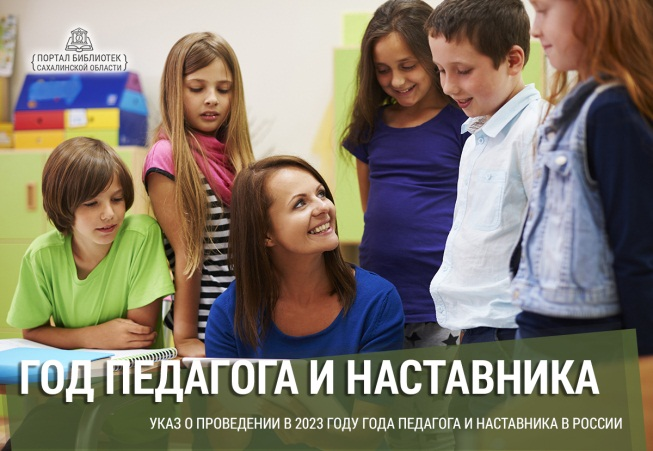 ПОРТАЛ БИБЛИОТЕК
САХАЛИНСКОЙ ОБЛАСТИ
ГОД ПЕДАГОГА И НАСТАВНИКА
УКАЗ О ПРОВЕДЕНИИ В 2023 ГОДУ ГОДА ПЕДАГОГА И НАСТАВНИКА В РОССИИ